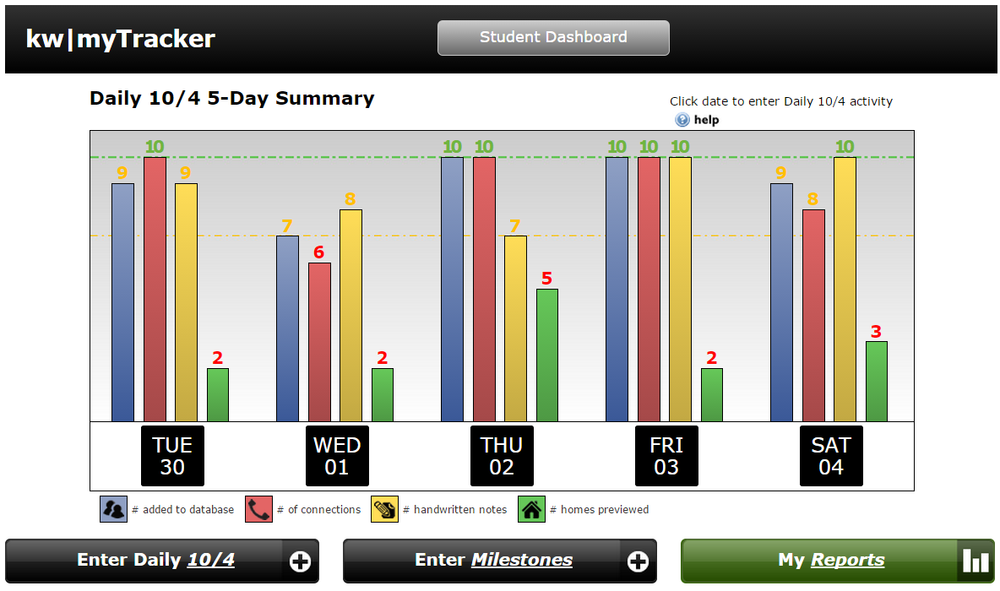 kw|myTracker
Student Dashboard
Daily 10/4 5-Day Summary
Click date to enter Daily 10/4 activity
help
9 10 9 2
7 6 8 2
10 10 7 5
10 10 10 2
9 8 10 3
TUE 30
WED 01
THU 02
FRI 03
SAT 04
# added to database
# of connections
# handwritten notes
# homes previewed
Enter Daily 10/4
Enter Milestones
My Reports